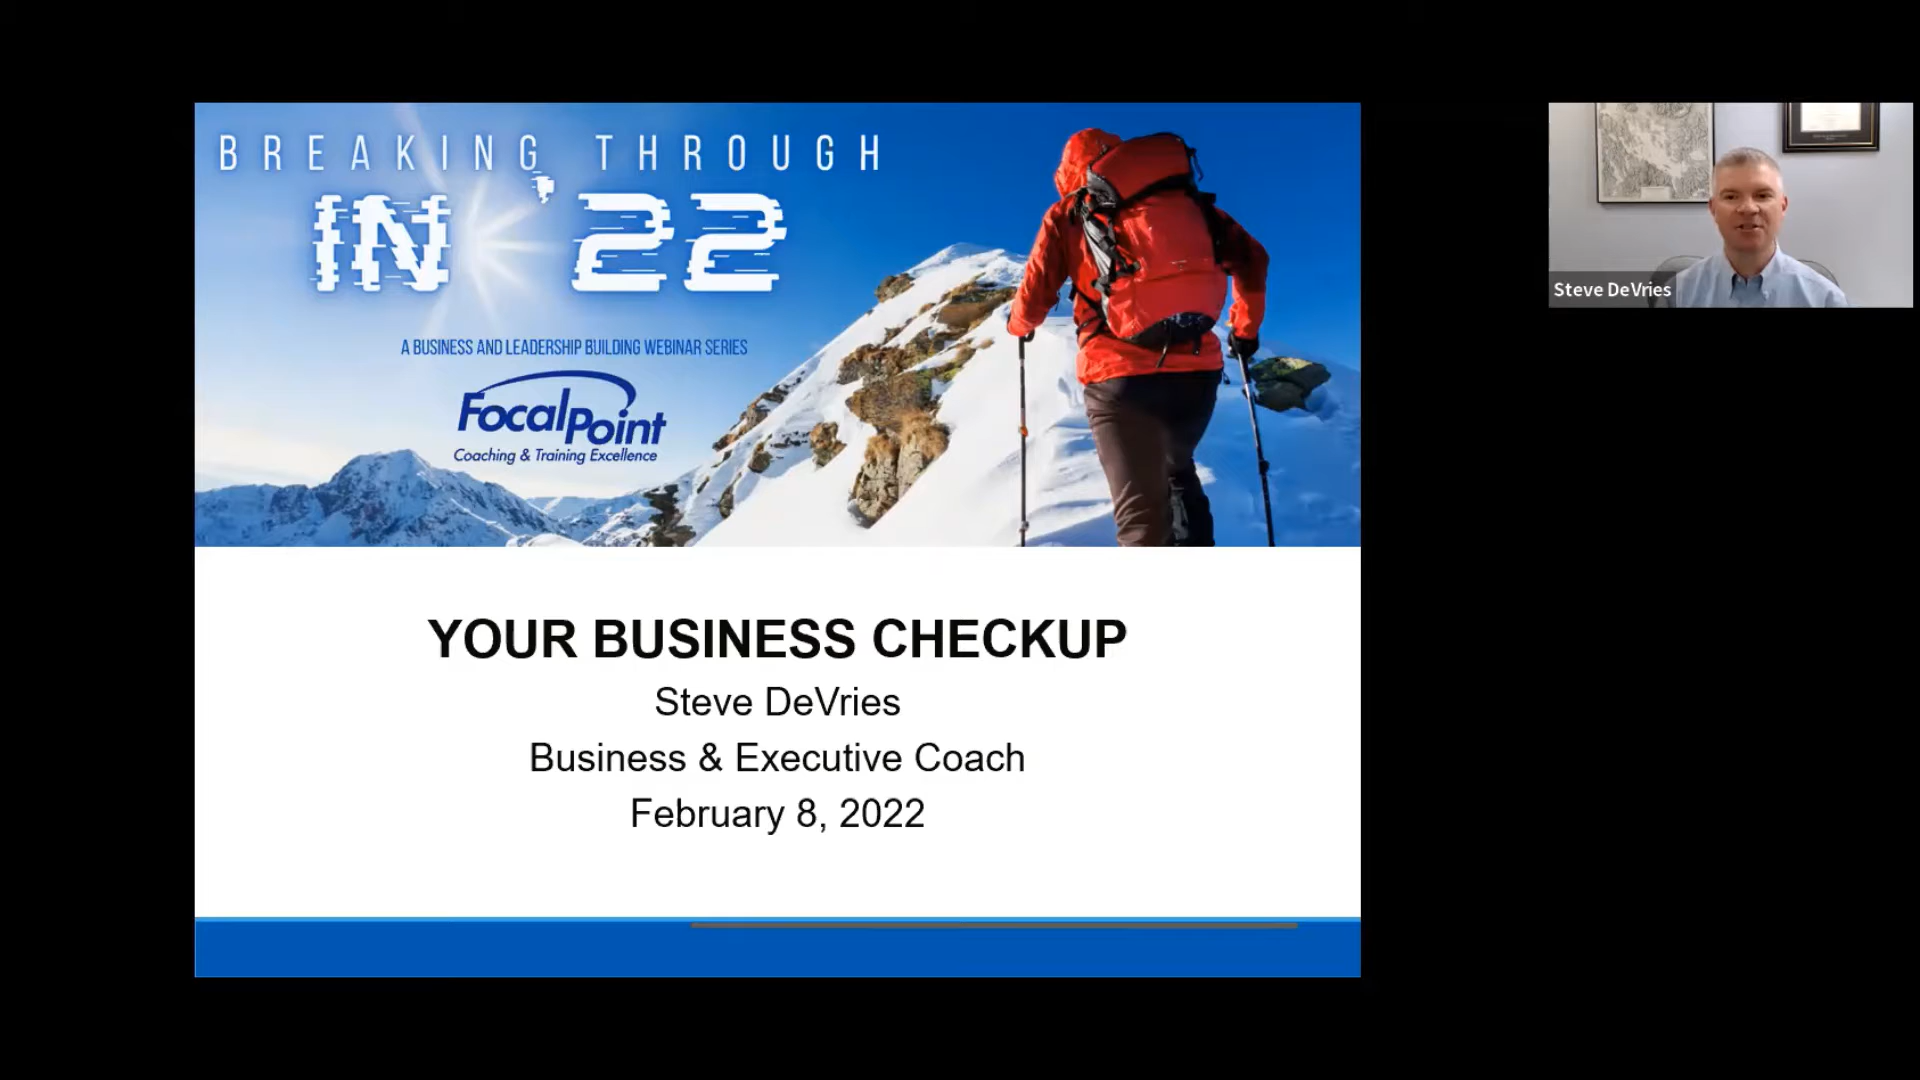 BREAKING THROUGH
IN '22
A BUSINESS AND LEADERSHIP BUILDING WEBINAR SERIES
FocalPoint
Coaching & Training Excellence
YOUR BUSINESS CHECKUP
Steve DeVries
Business & Executive Coach
February 8, 2022
Steve DeVries